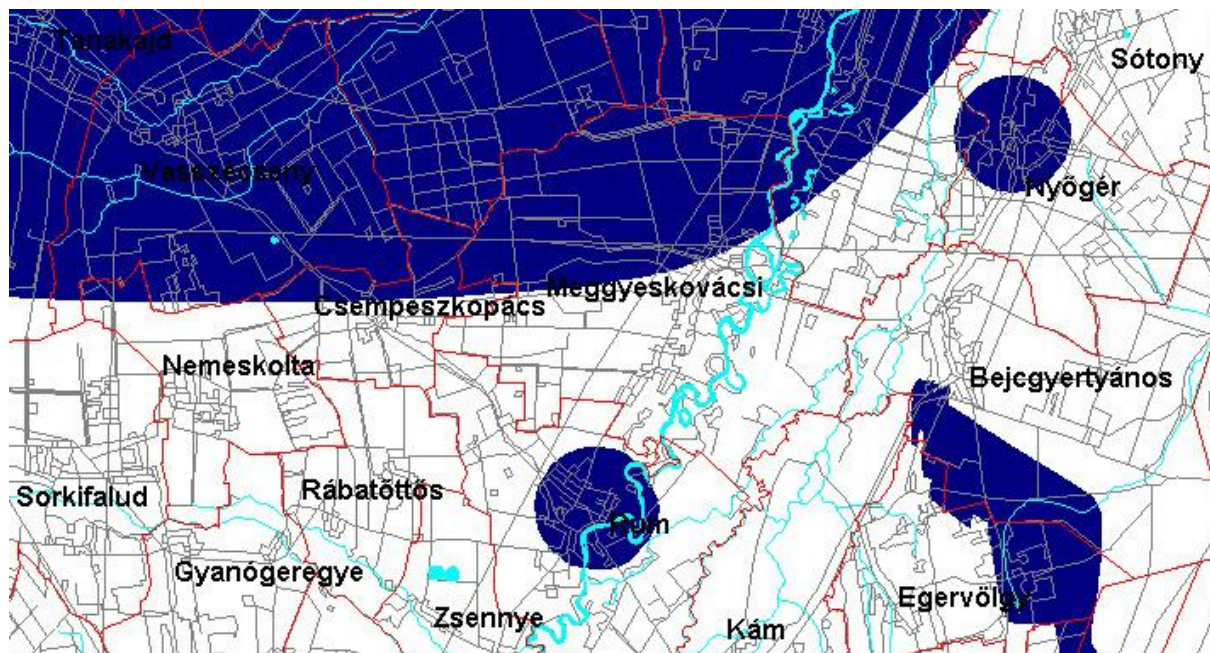 Tanakajd
Sótony
Vasszécseny
Nyőgér
Meggyeskovácsi
Csempeszkopács
Nemeskolta
Bejcgyertyános
Rábatöttös
Sorkifalud
Rum
Gyanógeregye
Egervölgy
Zsennye
Kám